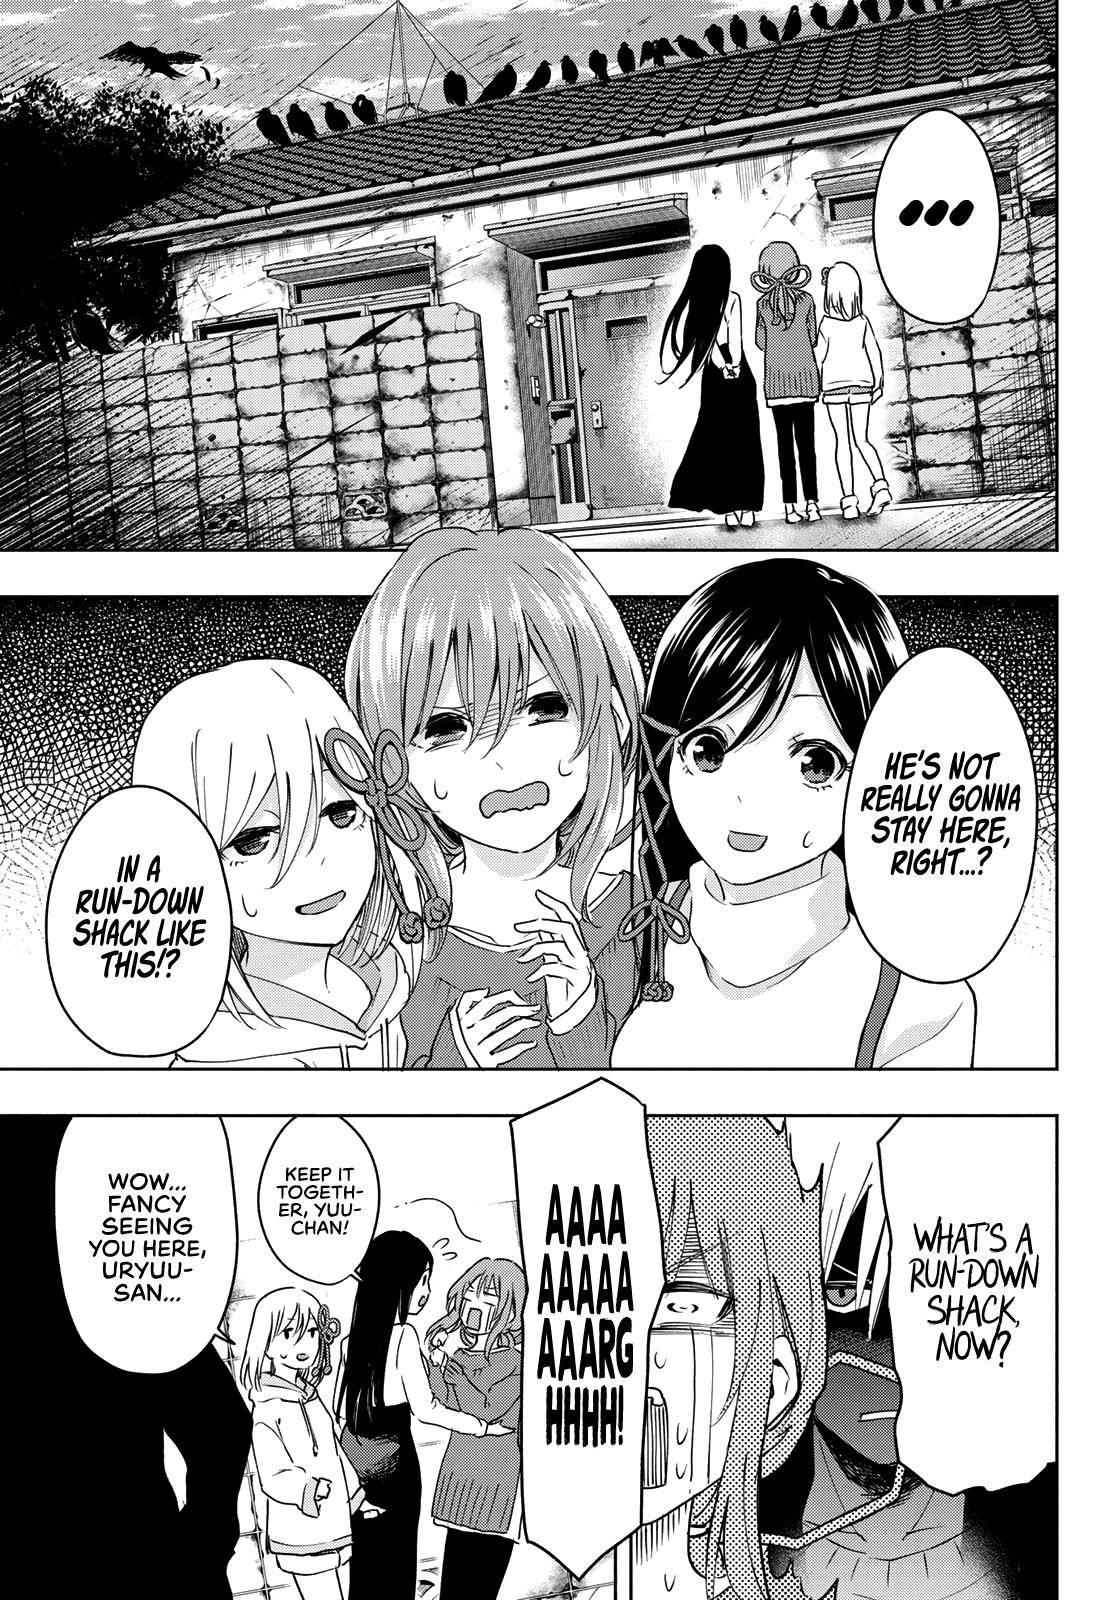 ...
HE'S NOT
REALLY GONNA
STAY HERE,
RIGHT...?
IN A
RUN-DOWN
SHACK LIKE
THIS!?
WHAT'S A
RUN-DOWN
SHACK,
NOW?
AAAA
AAAAA
AAARG
HHHH!
KEEP IT
TOGETH-
ER, YUU-
CHAN!
WOW...
FANCY
SEEING
YOU HERE,
URYUU-
SAN...